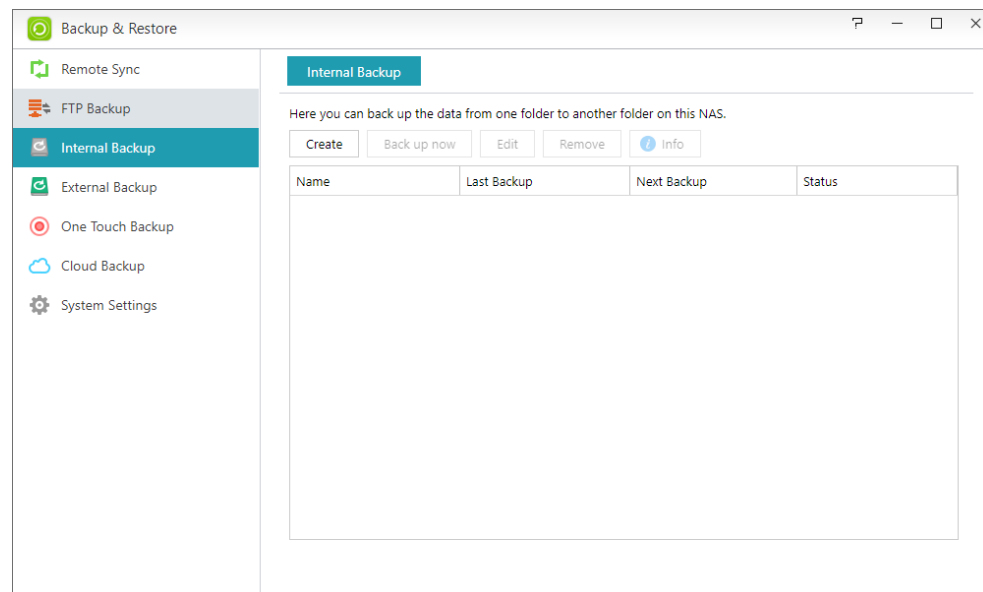 Backup & Restore
Remote Sync
FTP Backup
Internal Backup
External Backup
One Touch Backup
Cloud Backup
System Settings
Internal Backup
Here you can back up the data from one folder to another folder on this NAS.
Create Back up now Edit Remove Info
Name Last Backup Next Backup Status